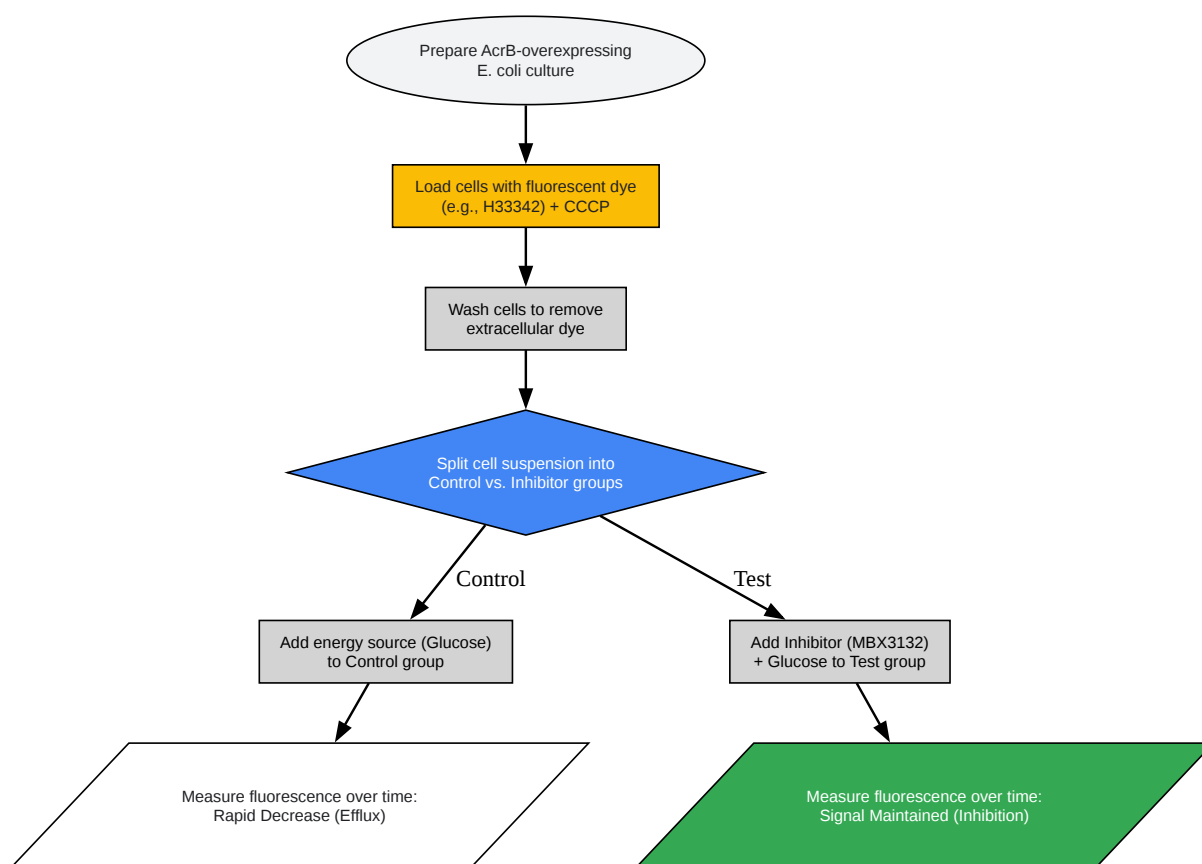 Prepare AcrB-overexpressing
E. coli culture
Load cells with fluorescent dye
(e.g., H33342) + CCCP
Wash cells to remove
extracellular dye
Split cell suspension into
Control vs. Inhibitor groups
Control
Test
Add energy source (Glucose)
to Control group
Add Inhibitor (MBX3132)
+ Glucose to Test group
Measure fluorescence over time:
Rapid Decrease (Efflux)
Measure fluorescence over time:
Signal Maintained (Inhibition)